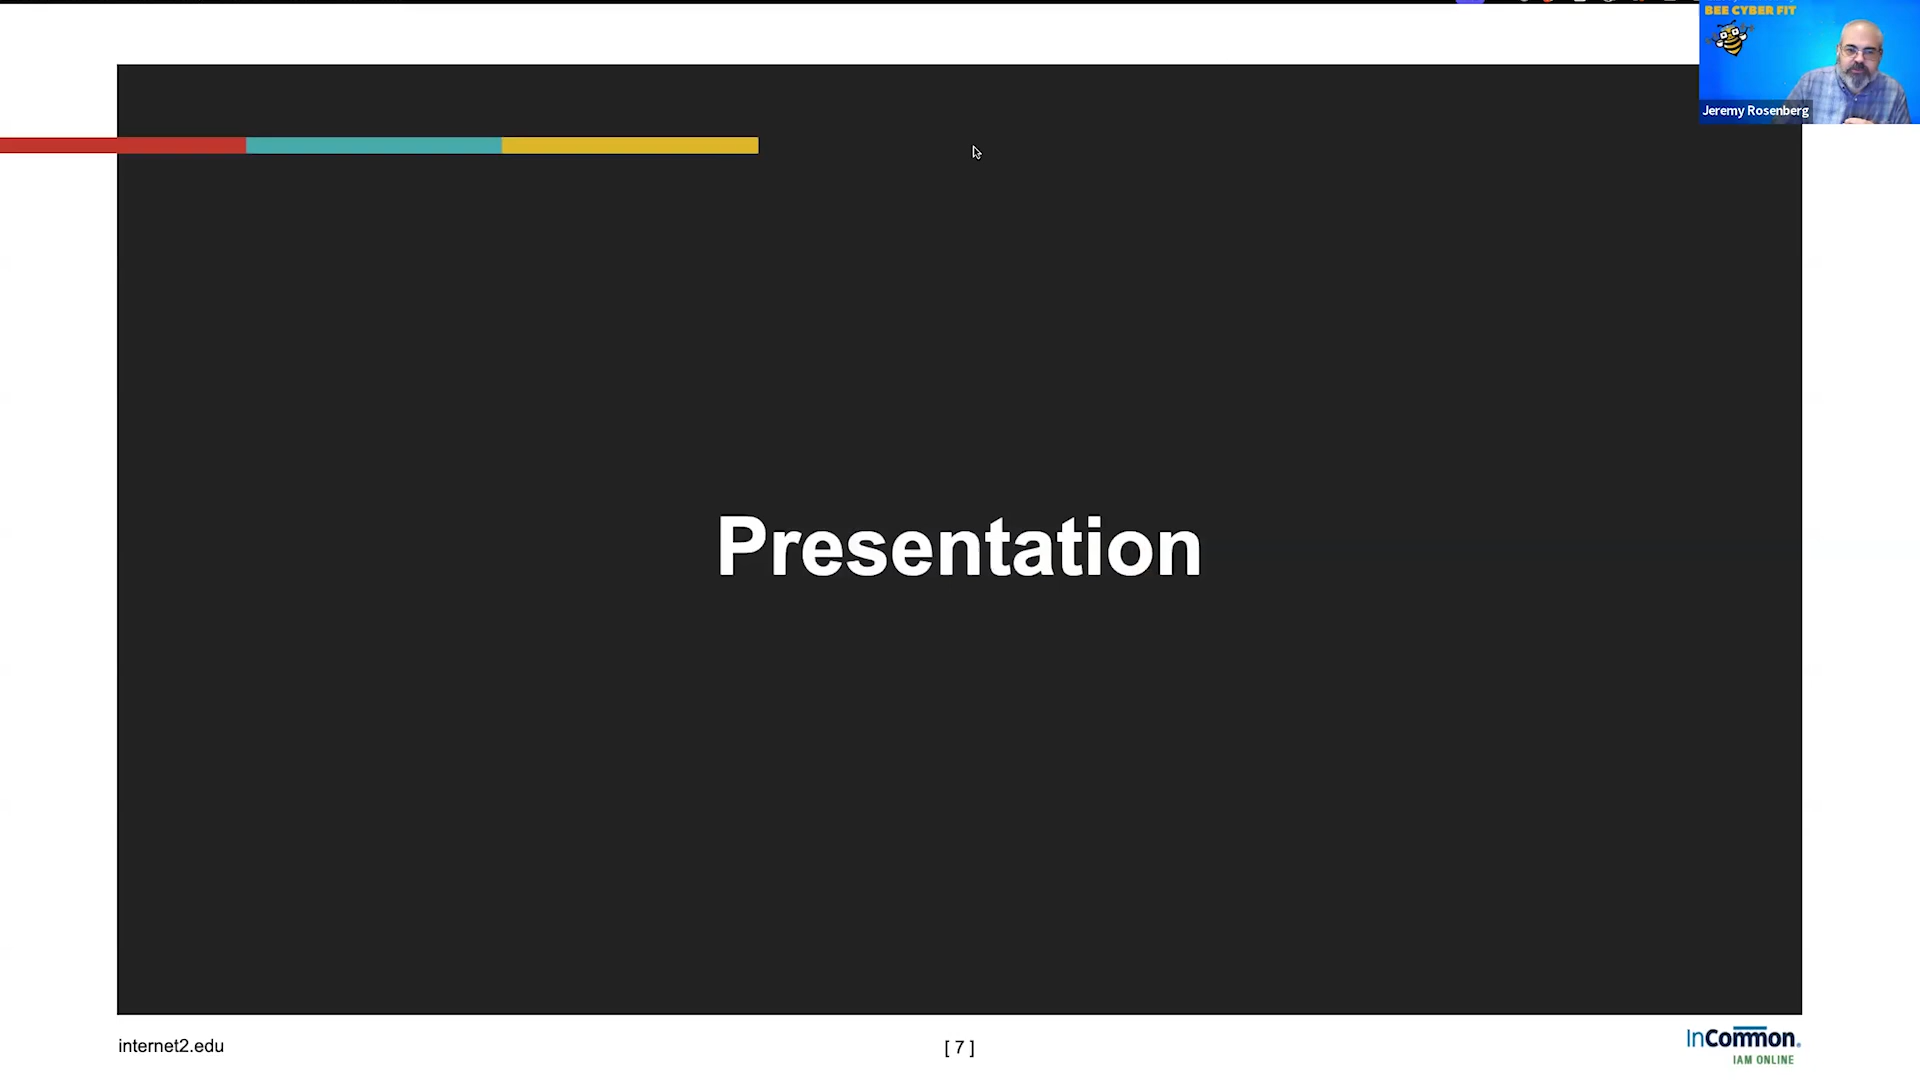 BEE CYBER FIT
Jeremy Rosenberg
Presentation
internet2.edu
[ 7 ]
InCommon®
IAM ONLINE